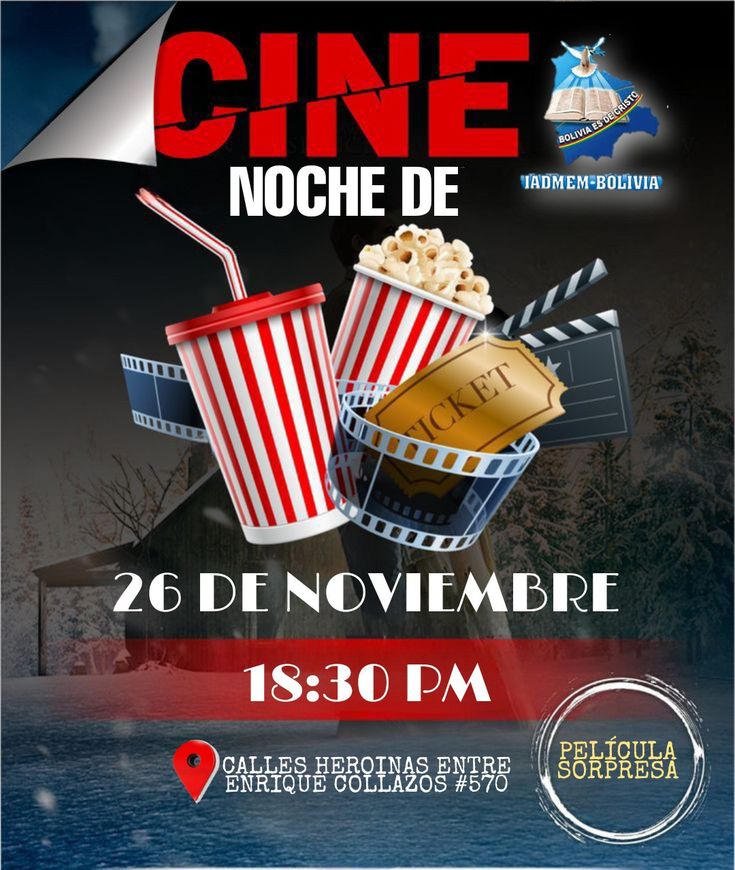 CINE
NOCHE DE
BOLIVIA ES DE CRISTO
IADMEM-BOLIVIA
TICKET
26 DE NOVIEMBRE
18:30 PM
CALLES HEROINAS ENTRE
ENRIQUE COLLAZOS #570
PELÍCULA
SORPRESA